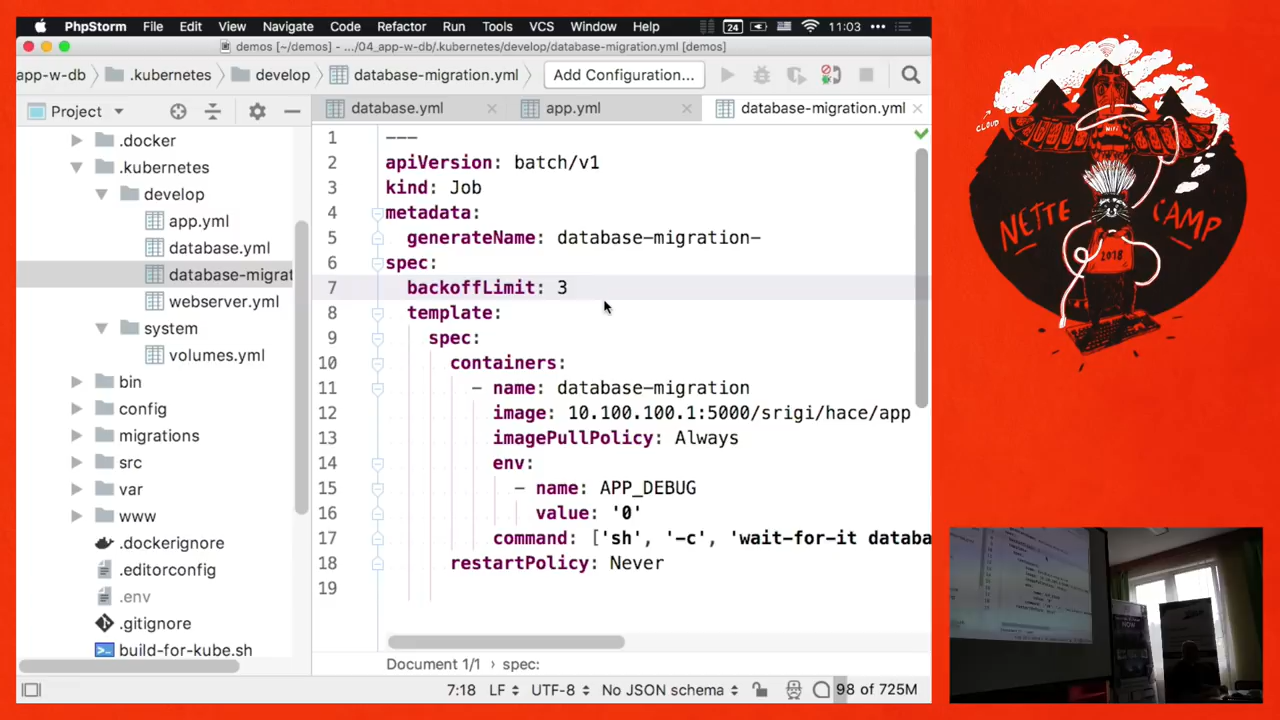 PhpStorm File Edit View Navigate Code Refactor Run Tools VCS Window Help 24 11:03
demos [~/demos] - .../04_app-w-db/.kubernetes/develop/database-migration.yml [demos]
app-w-db .kubernetes develop database-migration.yml Add Configuration...
Project
database.yml app.yml database-migration.yml
.docker
.kubernetes
develop
app.yml
database.yml
database-migrat
webserver.yml
system
volumes.yml
bin
config
migrations
src
var
www
.dockerignore
.editorconfig
.env
.gitignore
build-for-kube.sh
1 ---
2 apiVersion: batch/v1
3 kind: Job
4 metadata:
5 generateName: database-migration-
6 spec:
7 backoffLimit: 3
8 template:
9 spec:
10 containers:
11 - name: database-migration
12 image: 10.100.100.1:5000/srigi/hace/app
13 imagePullPolicy: Always
14 env:
15 - name: APP_DEBUG
16 value: '0'
17 command: ['sh', '-c', 'wait-for-it databa
18 restartPolicy: Never
19
Document 1/1 › spec:
7:18 LF UTF-8 No JSON schema 98 of 725M
CLOUD
WiFi
NETTE CAMP
2018